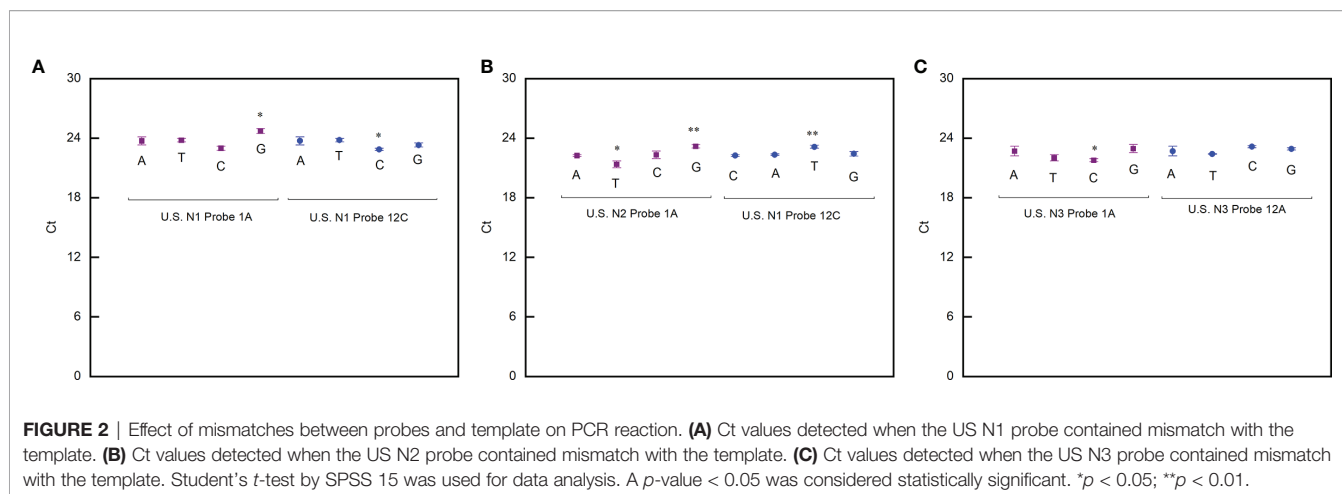 A
30
24
18
12
6
0
Ct
*
*
A T C G A T C G
U.S. N1 Probe 1A U.S. N1 Probe 12C
B
30
24
18
12
6
0
Ct
* ** **
A T C G C A T G
U.S. N2 Probe 1A U.S. N1 Probe 12C
C
30
24
18
12
6
0
Ct
*
A T C G A T C G
U.S. N3 Probe 1A U.S. N3 Probe 12A
FIGURE 2 | Effect of mismatches between probes and template on PCR reaction. (A) Ct values detected when the US N1 probe contained mismatch with the
template. (B) Ct values detected when the US N2 probe contained mismatch with the template. (C) Ct values detected when the US N3 probe contained mismatch
with the template. Student’s t-test by SPSS 15 was used for data analysis. A p-value < 0.05 was considered statistically significant. *p < 0.05; **p < 0.01.